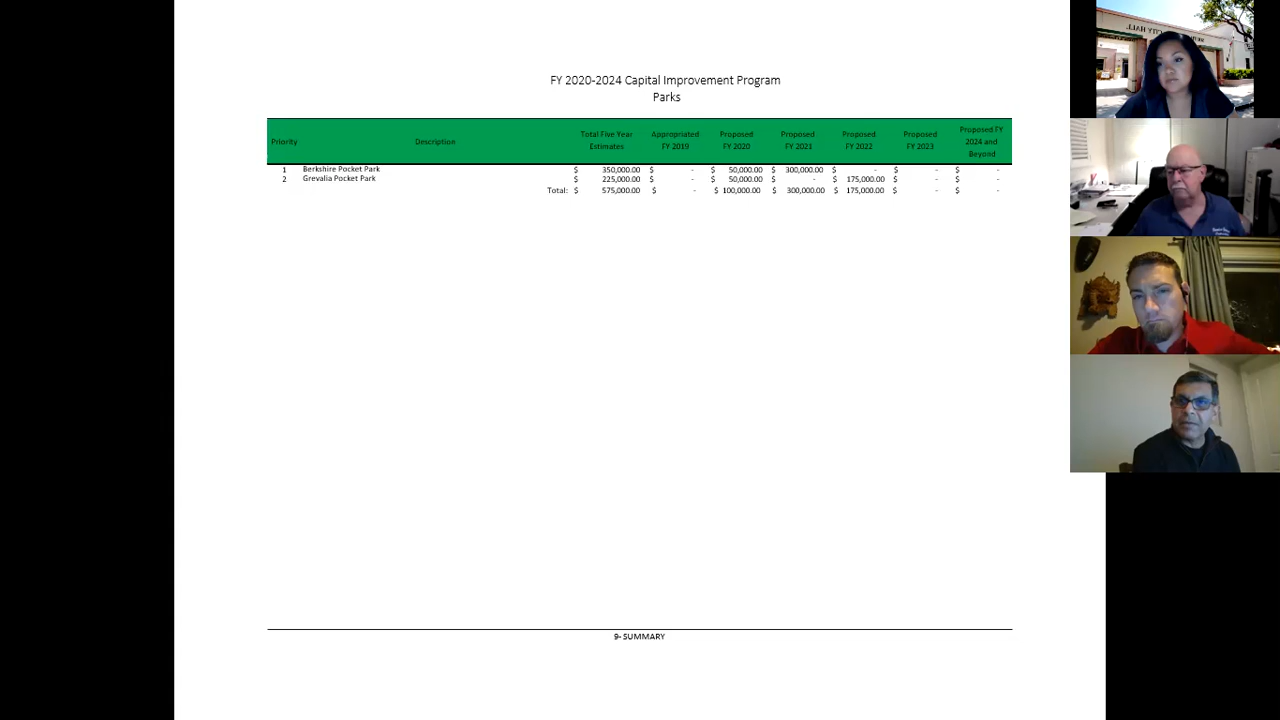 FY 2020-2024 Capital Improvement Program
Parks
Priority Description Total Five Year Estimates Appropriated FY 2019 Proposed FY 2020 Proposed FY 2021 Proposed FY 2022 Proposed FY 2023 Proposed FY 2024 and Beyond
1 Berkshire Pocket Park $ 350,000.00 $ - $ 50,000.00 $ 300,000.00 $ - $ - $ -
2 Grevalia Pocket Park $ 225,000.00 $ - $ 50,000.00 $ - $ 175,000.00 $ - $ -
Total: $ 575,000.00 $ - $ 100,000.00 $ 300,000.00 $ 175,000.00 $ - $ -
9- SUMMARY
CITY HALL